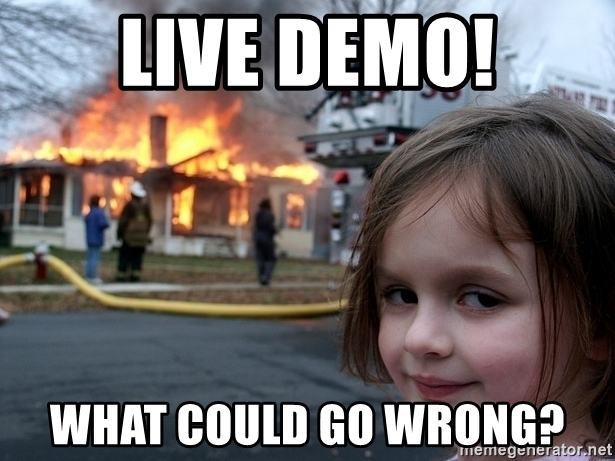 LIVE DEMO!
WHAT COULD GO WRONG?
memegenerator.net